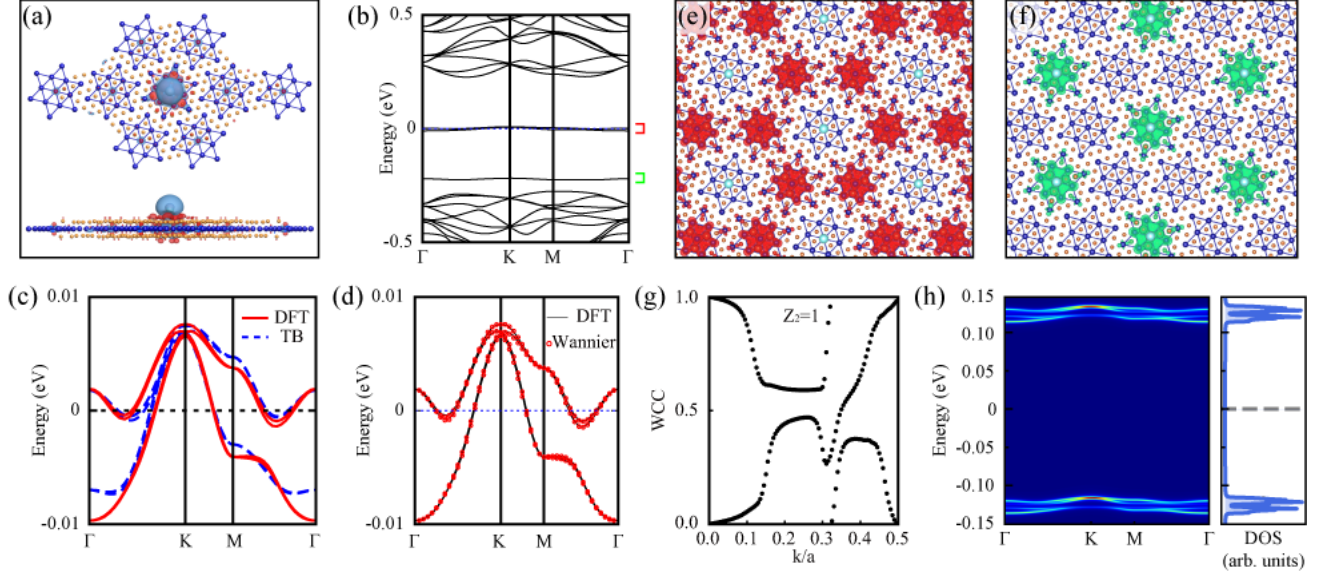 (a)
(b)
0.5
0
-0.5
Energy (eV)
Γ
K
M
Γ
(e)
(f)
(c)
0.01
0
-0.01
Energy (eV)
DFT
TB
Γ
K
M
Γ
(d)
0.01
0
-0.01
Energy (eV)
DFT
Wannier
Γ
K
M
Γ
(g)
1.0
0.5
0.0
WCC
Z₂=1
0.0 0.1 0.2 0.3 0.4 0.5
k/a
(h)
0.15
0.10
0.05
0
-0.05
-0.10
-0.15
Energy (eV)
Γ
K
M
Γ
DOS
(arb. units)